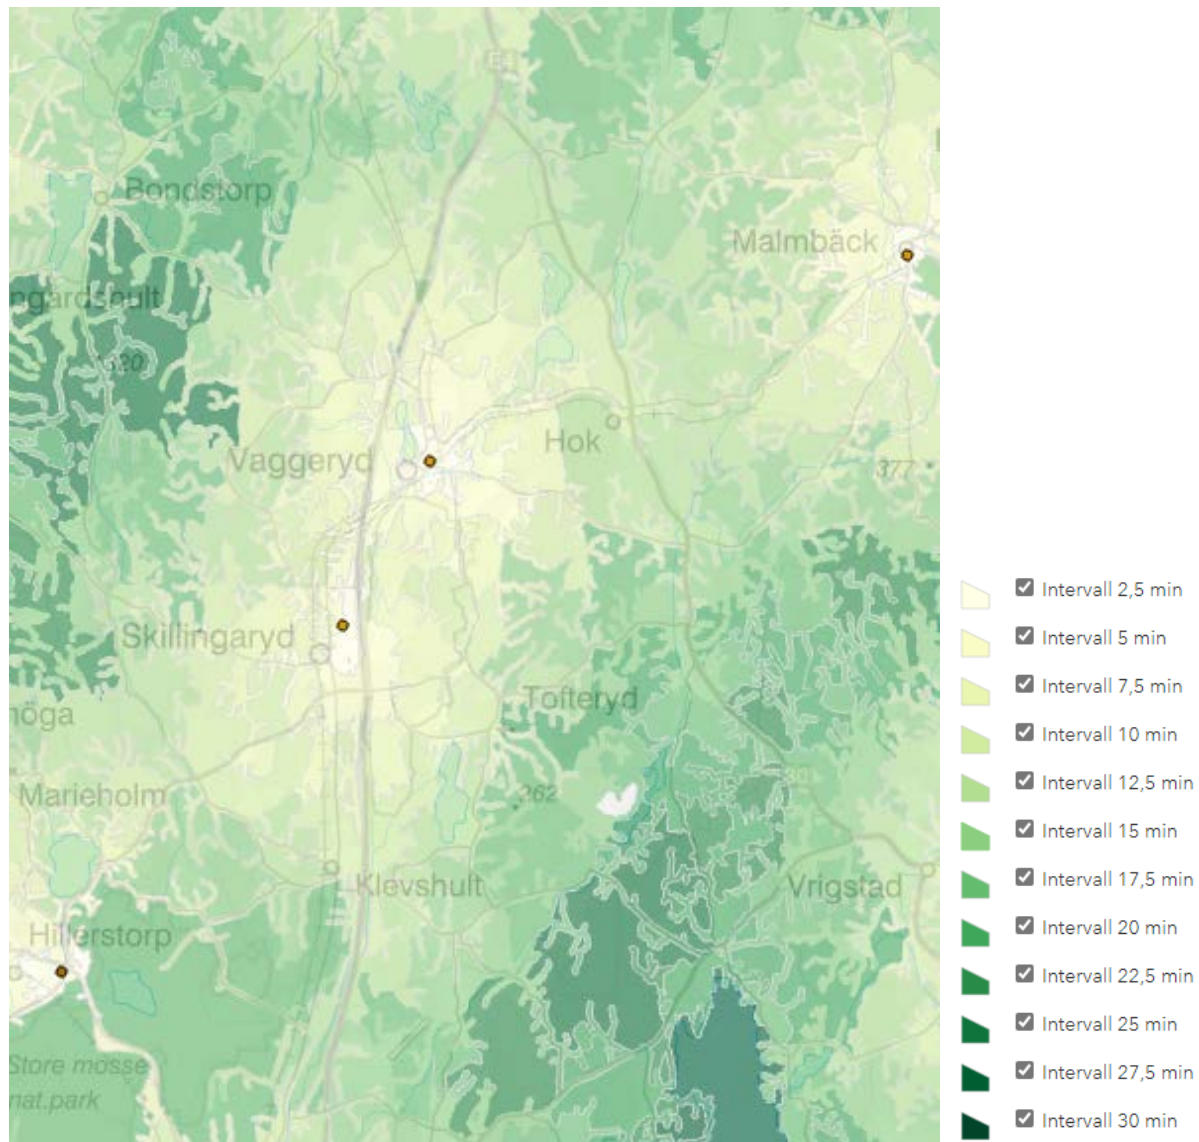 E4
Bondstorp
Malmbäck
ngårdshult
320
Hok
Vaggeryd
377
Skillingaryd
Tofteryd
höga
Marieholm
262
Klevshult
Vrigstad
Hillerstorp
Store mosse
nat.park
Intervall 2,5 min
Intervall 5 min
Intervall 7,5 min
Intervall 10 min
Intervall 12,5 min
Intervall 15 min
Intervall 17,5 min
Intervall 20 min
Intervall 22,5 min
Intervall 25 min
Intervall 27,5 min
Intervall 30 min